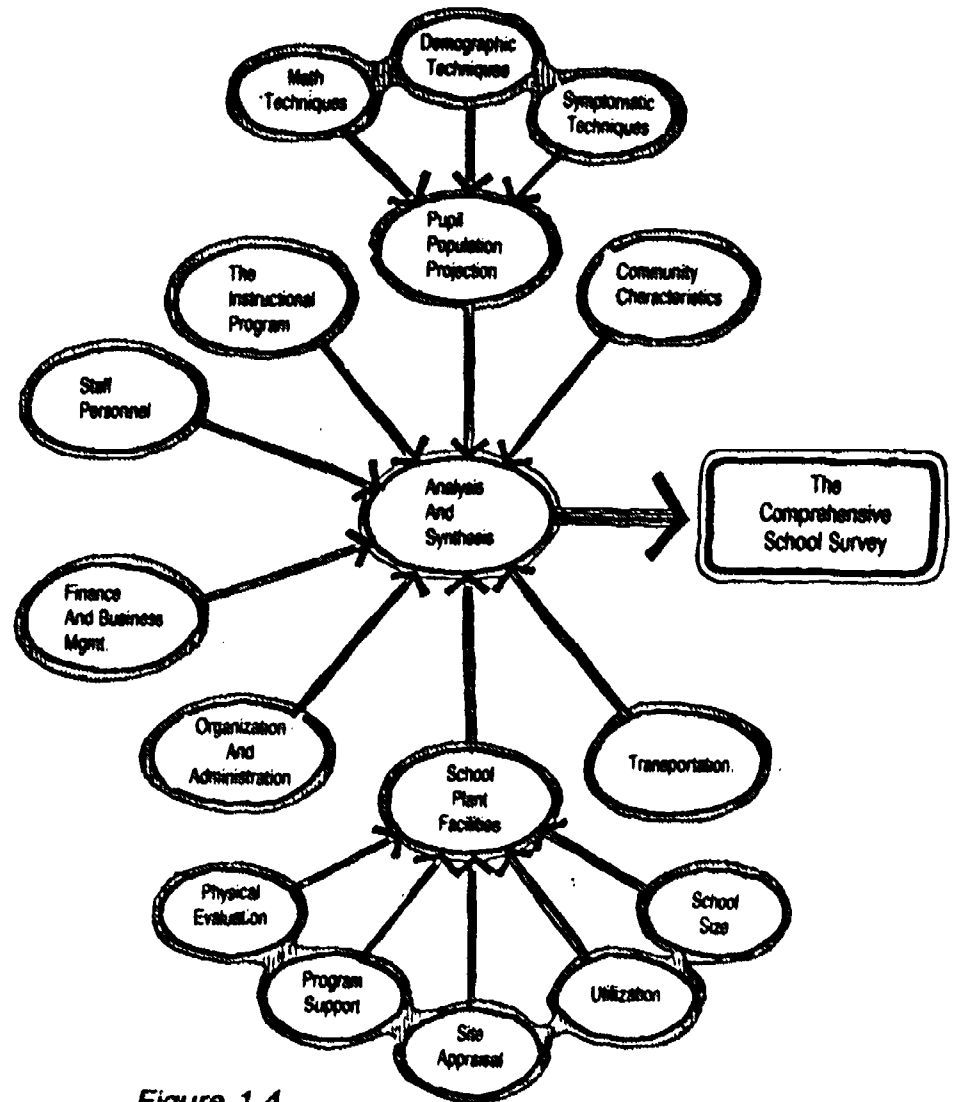 Demographic
Techniques
Math
Techniques
Symptomatic
Techniques
Pupil
Population
Projection
The
Instructional
Program
Community
Characteristics
Staff
Personnel
Analysis
And
Synthesis
The
Comprehensive
School Survey
Finance
And Business
Mgmt.
Organization
And
Administration
School
Plant
Facilities
Transportation
Physical
Evaluation
School
Size
Program
Support
Utilization
Site
Appraisal
Figure 1.4